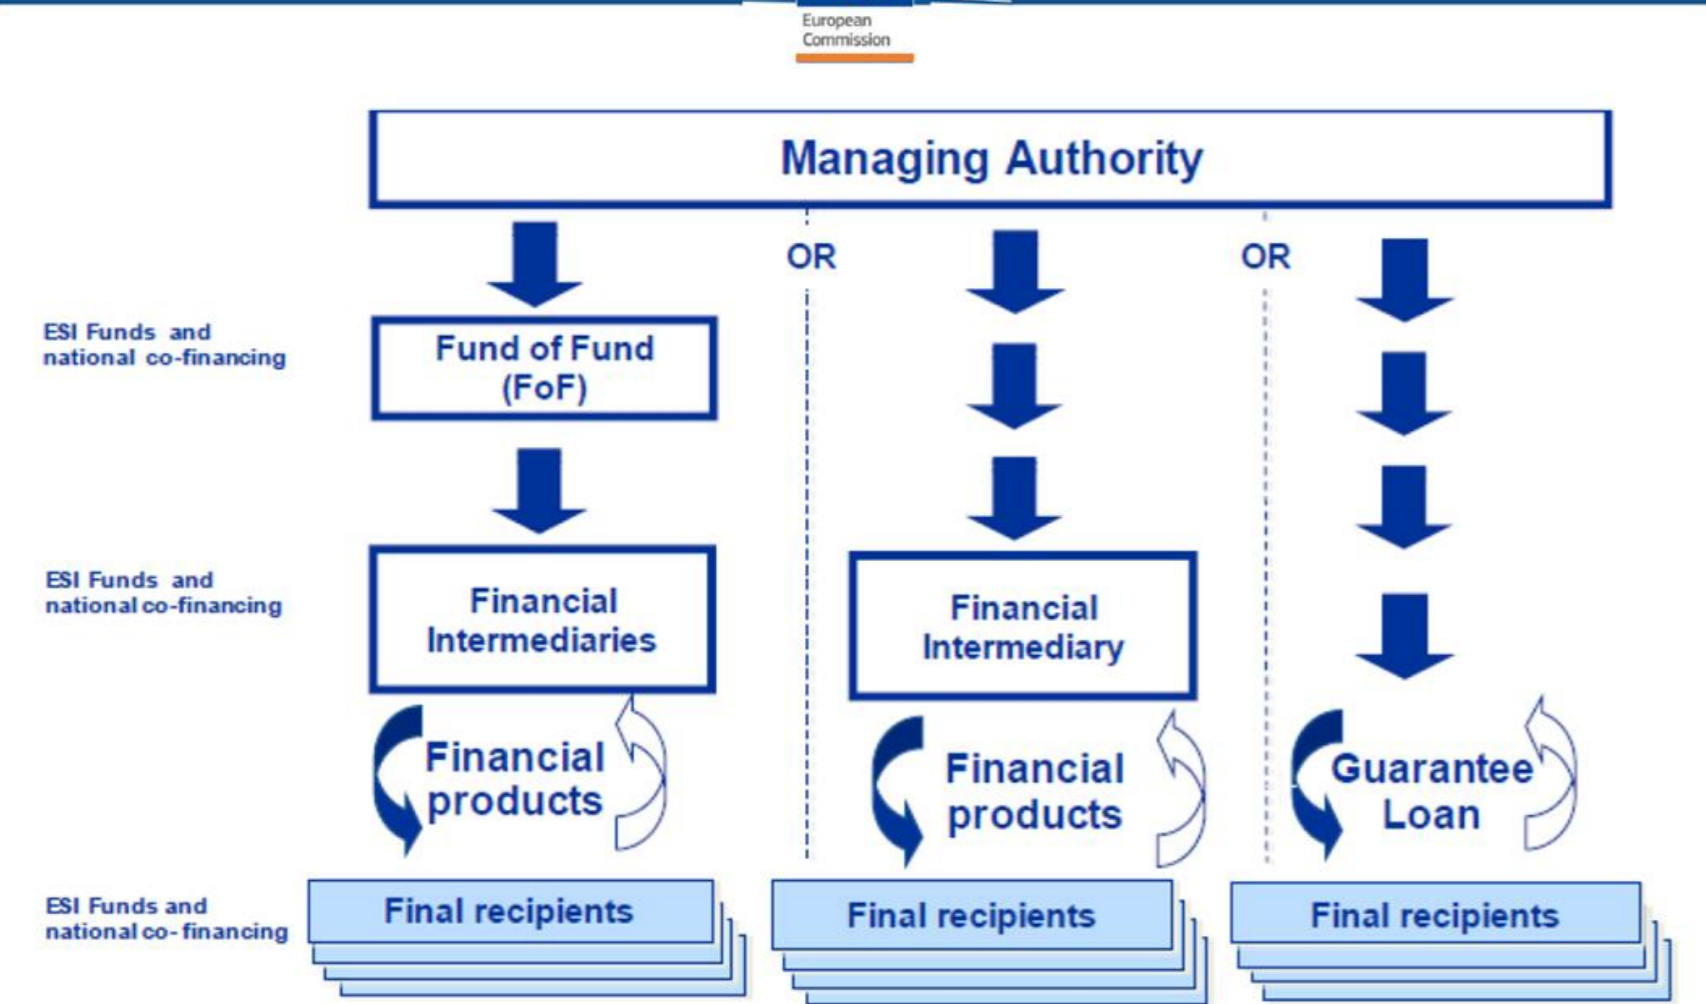 European
Commission
Managing Authority
OR
OR
ESI Funds and
national co-financing
Fund of Fund
(FoF)
ESI Funds and
national co-financing
Financial
Intermediaries
Financial
Intermediary
Financial
products
Financial
products
Guarantee
Loan
ESI Funds and
national co- financing
Final recipients
Final recipients
Final recipients